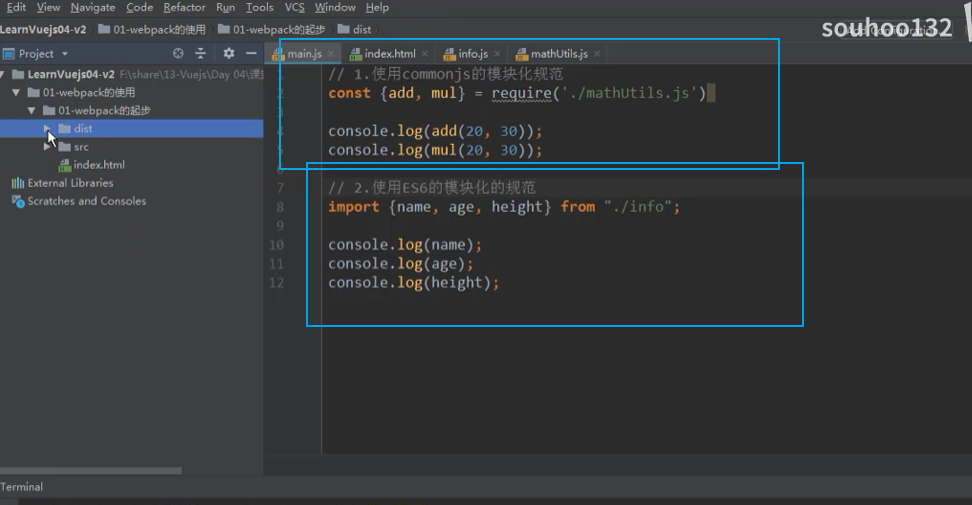 Edit View Navigate Code Refactor Run Tools VCS Window Help
LearnVuejs04-v2 01-webpack的使用 01-webpack的起步 dist
souhoo132
Project
main.js index.html info.js mathUtils.js
LearnVuejs04-v2 F:\share\13-Vuejs\Day 04\课
01-webpack的使用
01-webpack的起步
dist
src
index.html
External Libraries
Scratches and Consoles
// 1.使用commonjs的模块化规范
const {add, mul} = require('./mathUtils.js')
console.log(add(20, 30));
console.log(mul(20, 30));
7 // 2.使用ES6的模块化的规范
8 import {name, age, height} from "./info";
9
10 console.log(name);
11 console.log(age);
12 console.log(height);
Terminal